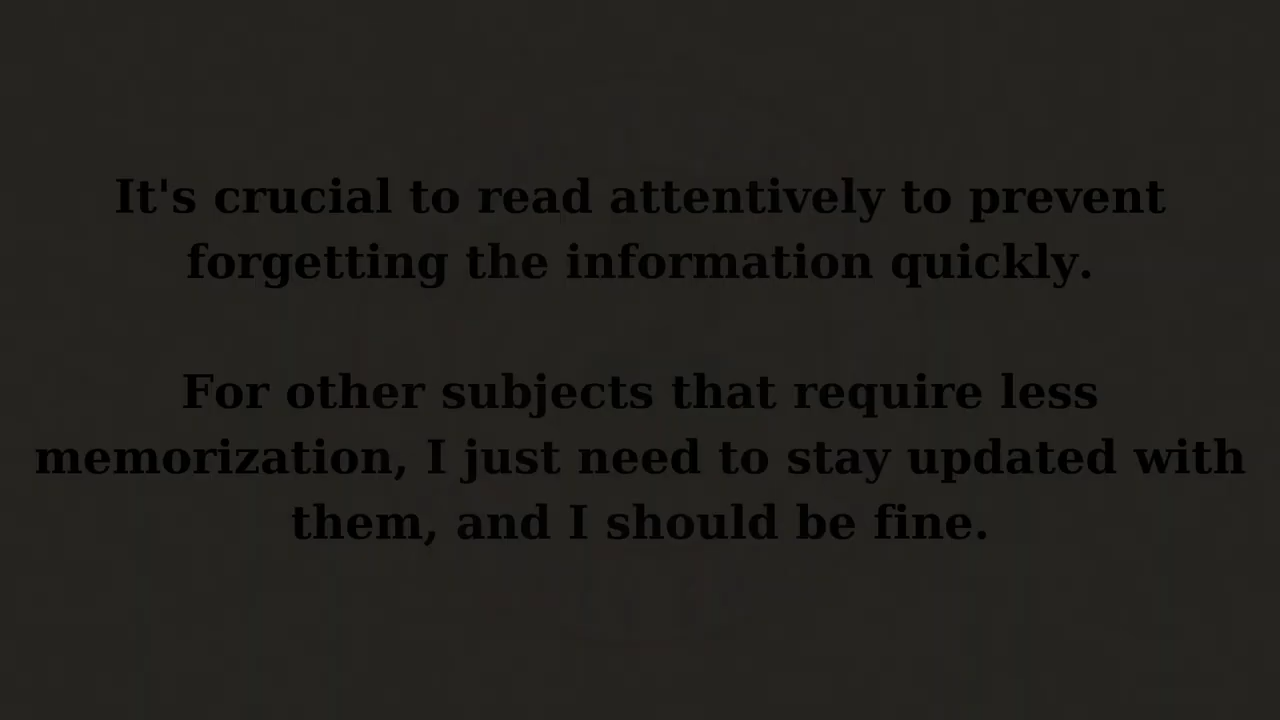 It's crucial to read attentively to prevent
forgetting the information quickly.
For other subjects that require less
memorization, I just need to stay updated with
them, and I should be fine.